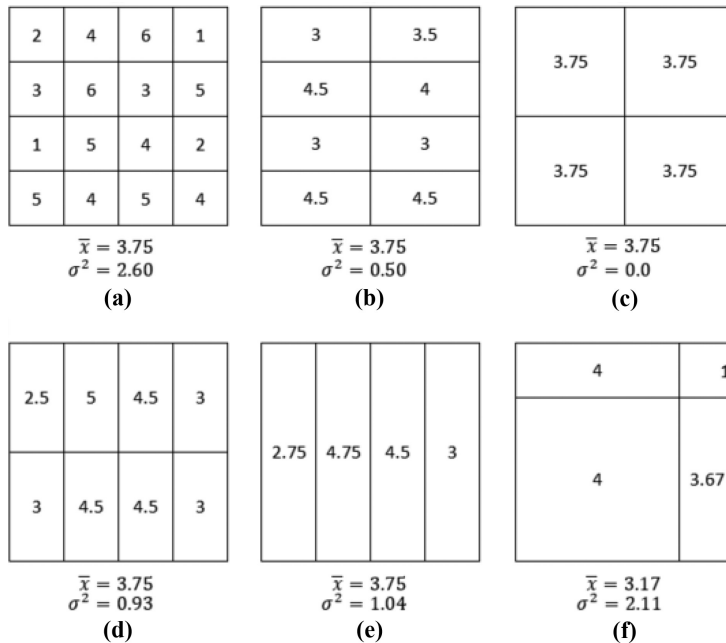 2 4 6 1
3 6 3 5
1 5 4 2
5 4 5 4
x̅ = 3.75
σ² = 2.60
(a)
3 3.5
4.5 4
3 3
4.5 4.5
x̅ = 3.75
σ² = 0.50
(b)
3.75 3.75
3.75 3.75
x̅ = 3.75
σ² = 0.0
(c)
2.5 5 4.5 3
3 4.5 4.5 3
x̅ = 3.75
σ² = 0.93
(d)
2.75 4.75 4.5 3
x̅ = 3.75
σ² = 1.04
(e)
4 1
4 3.67
x̅ = 3.17
σ² = 2.11
(f)